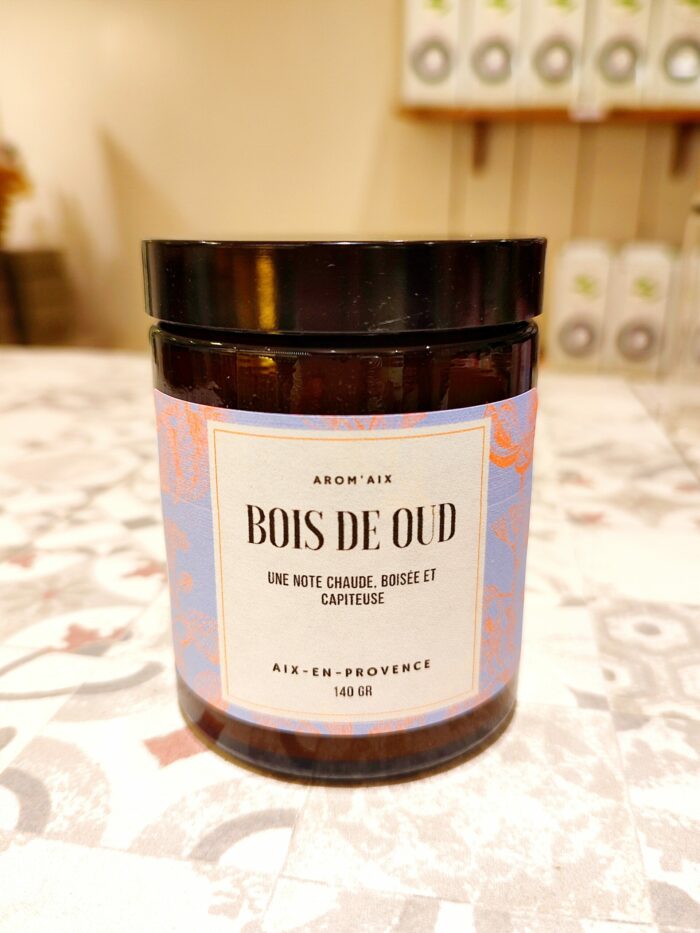 AROM'AIX
BOIS DE OUD
UNE NOTE CHAUDE, BOISÉE ET
CAPITEUSE
AIX-EN-PROVENCE
140 GR